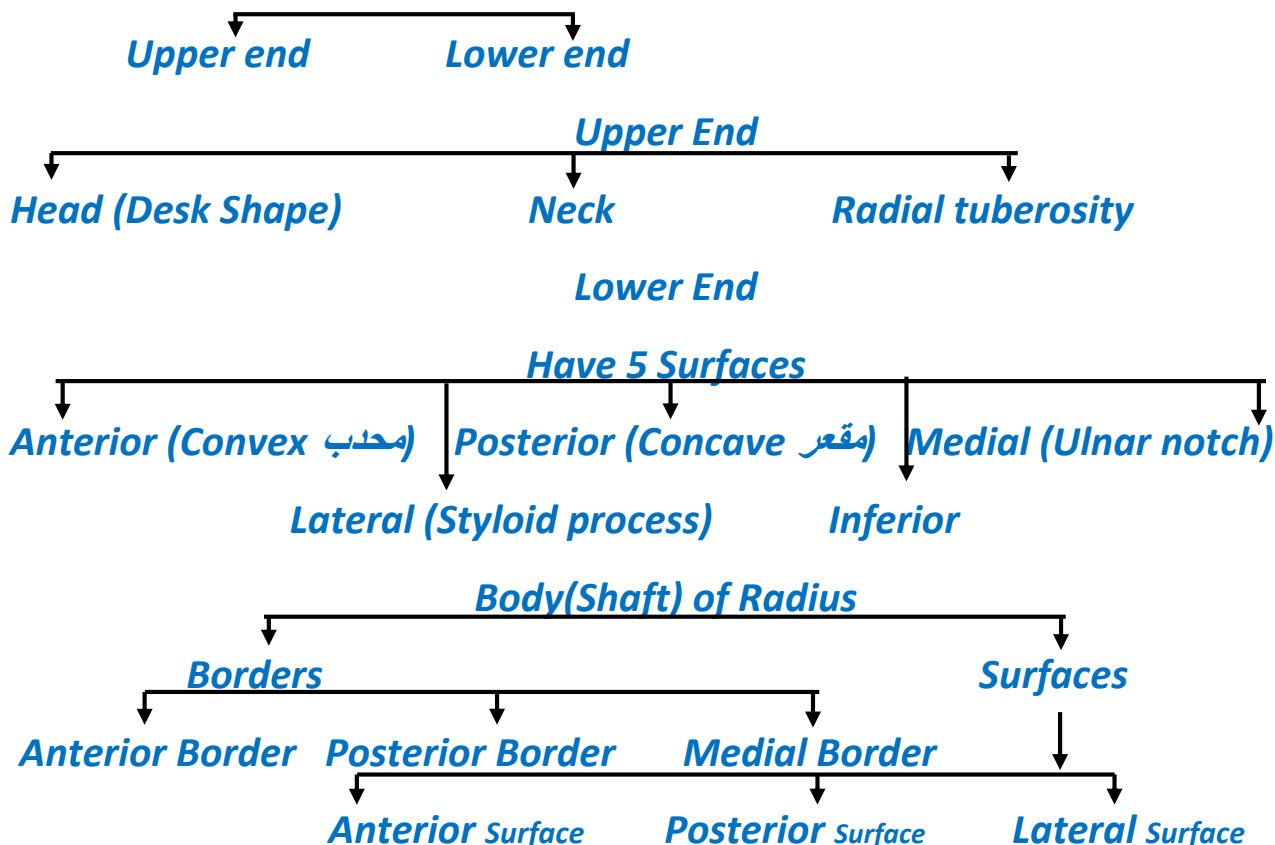 Upper end Lower end
Upper End
Head (Desk Shape) Neck Radial tuberosity
Lower End
Have 5 Surfaces
Anterior (Convex محدب) Posterior (Concave مقعر) Medial (Ulnar notch)
Lateral (Styloid process) Inferior
Body(Shaft) of Radius
Borders Surfaces
Anterior Border Posterior Border Medial Border
Anterior Surface Posterior Surface Lateral Surface